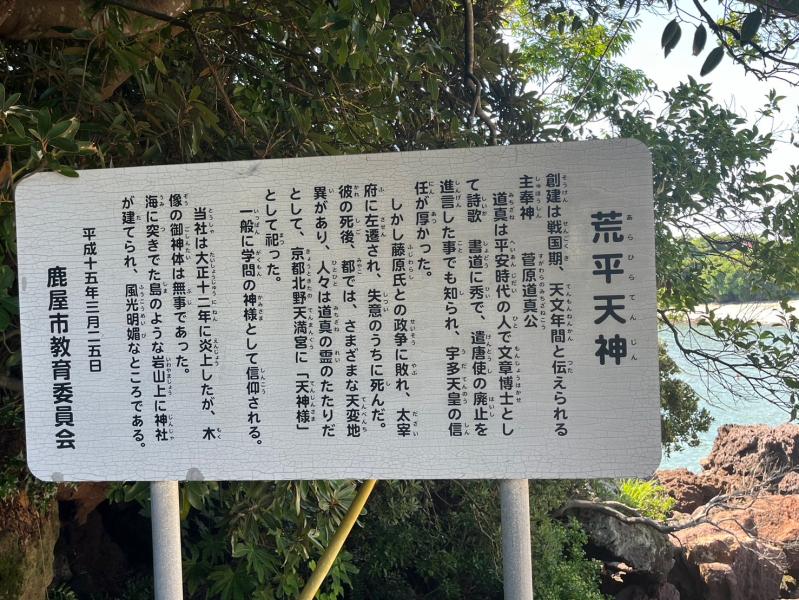 荒平天神
創建は戦国期、天文年間と伝えられる
主奉神　菅原道真公
道真は平安時代の人で文章博士とし
て詩歌　書道に秀で、遣唐使の廃止を
進言した事でも知られ、宇多天皇の信
任が厚かった。
しかし藤原氏との政争に敗れ、太宰
府に左遷され、失意のうちに死んだ。
彼の死後、都では、さまざまな天変地
異があり、人々は道真の霊のたたりだ
として、京都北野天満宮に「天神様」
として祀った。
一般に学問の神様として信仰される。
当社は大正十二年に炎上したが、木
像の御神体は無事であった。
海に突きでた島のような岩山上に神社
が建てられ、風光明媚なところである。
平成十五年三月二五日
鹿屋市教育委員会